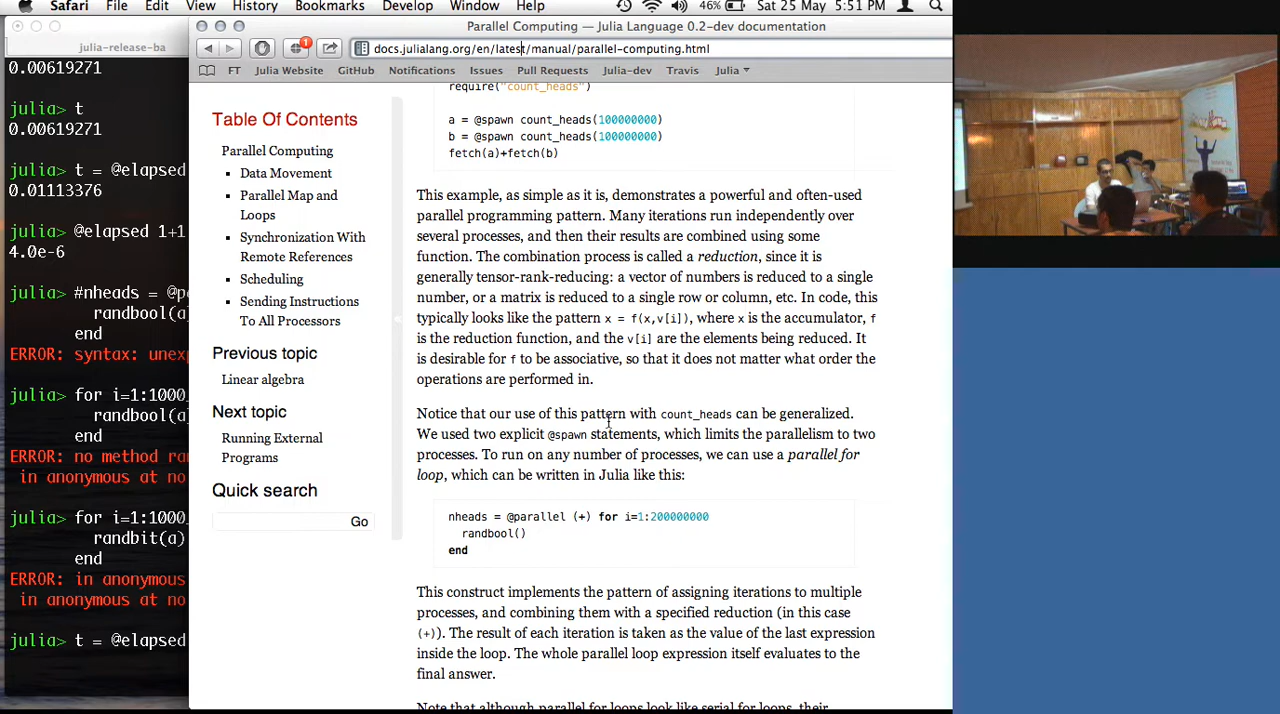 Safari File Edit View History Bookmarks Develop Window Help 46% Sat 25 May 5:51 PM
julia-release-ba
Parallel Computing — Julia Language 0.2-dev documentation
1
docs.julialang.org/en/latest/manual/parallel-computing.html
FT Julia Website GitHub Notifications Issues Pull Requests Julia-dev Travis Julia
0.00619271
julia> t
0.00619271
julia> t = @elapsed
0.01113376
julia> @elapsed 1+1
4.0e-6
julia> #nheads = @pa
randbool(a
end
ERROR: syntax: unexp
julia> for i=1:1000
randbool(a
end
ERROR: no method ran
in anonymous at no
julia> for i=1:1000
randbit(a)
end
ERROR: in anonymous
in anonymous at no
julia> t = @elapsed
Table Of Contents
Parallel Computing
Data Movement
Parallel Map and
Loops
Synchronization With
Remote References
Scheduling
Sending Instructions
To All Processors
Previous topic
Linear algebra
Next topic
Running External
Programs
Quick search
Go
require("count_heads")
a = @spawn count_heads(100000000)
b = @spawn count_heads(100000000)
fetch(a)+fetch(b)
This example, as simple as it is, demonstrates a powerful and often-used
parallel programming pattern. Many iterations run independently over
several processes, and then their results are combined using some
function. The combination process is called a reduction, since it is
generally tensor-rank-reducing: a vector of numbers is reduced to a single
number, or a matrix is reduced to a single row or column, etc. In code, this
typically looks like the pattern x = f(x,v[i]), where x is the accumulator, f
is the reduction function, and the v[i] are the elements being reduced. It
is desirable for f to be associative, so that it does not matter what order the
operations are performed in.
Notice that our use of this pattern with count_heads can be generalized.
We used two explicit @spawn statements, which limits the parallelism to two
processes. To run on any number of processes, we can use a parallel for
loop, which can be written in Julia like this:
nheads = @parallel (+) for i=1:200000000
randbool()
end
This construct implements the pattern of assigning iterations to multiple
processes, and combining them with a specified reduction (in this case
(+)). The result of each iteration is taken as the value of the last expression
inside the loop. The whole parallel loop expression itself evaluates to the
final answer.
Note that although parallel for loops look like serial for loops, their